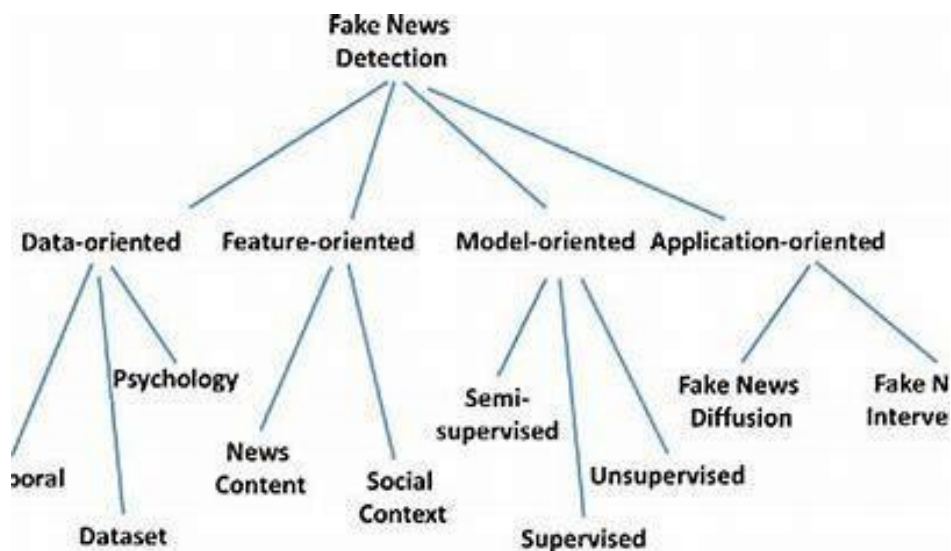 Fake News
Detection
Data-oriented
Feature-oriented
Model-oriented
Application-oriented
Psychology
Dataset
News
Content
Social
Context
Semi-
supervised
Supervised
Unsupervised
Fake News
Diffusion
Fake